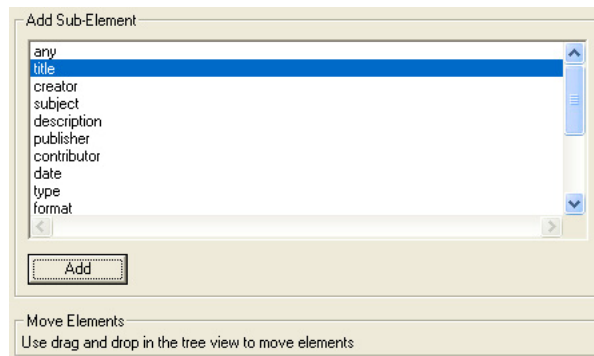 Add Sub-Element
any
title
creator
subject
description
publisher
contributor
date
type
format
Add
Move Elements
Use drag and drop in the tree view to move elements